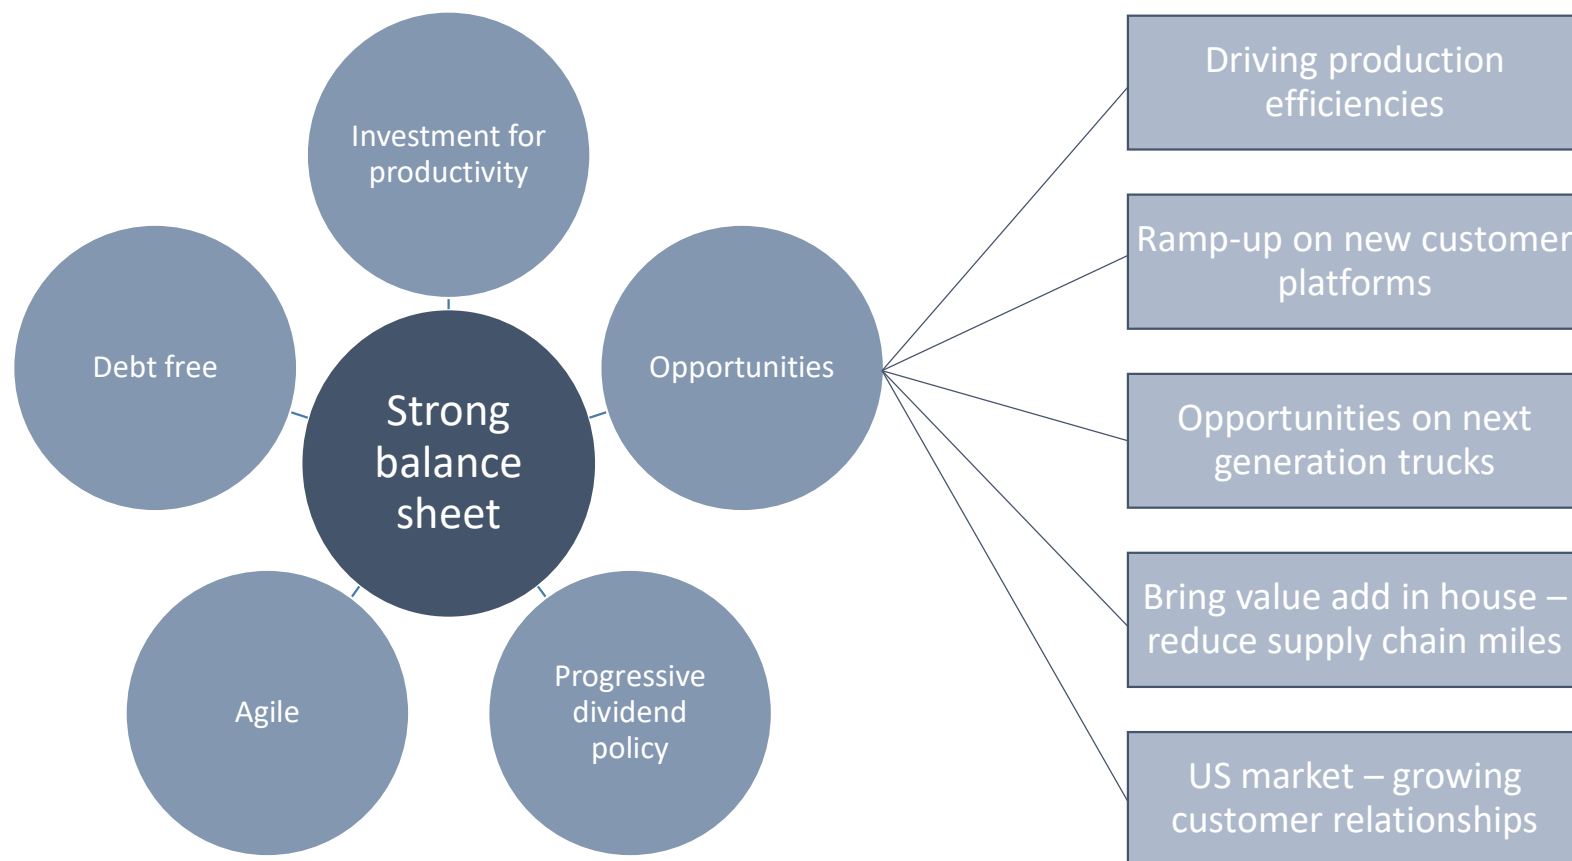 Investment for
productivity
Debt free
Opportunities
Strong
balance
sheet
Agile
Progressive
dividend
policy
Driving production
efficiencies
Ramp-up on new customer
platforms
Opportunities on next
generation trucks
Bring value add in house –
reduce supply chain miles
US market – growing
customer relationships